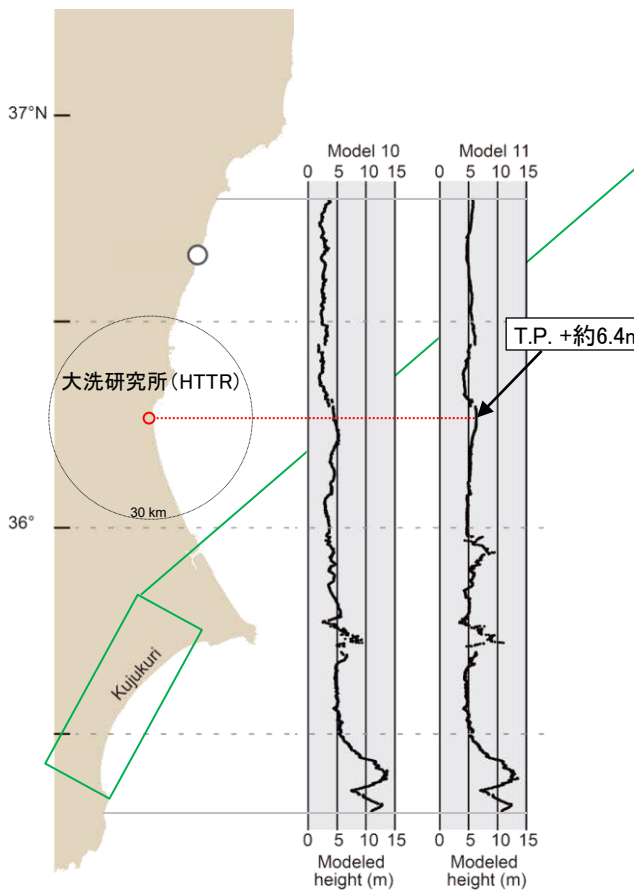 37°N
Model 10
0 5 10 15
Model 11
0 5 10 15
T.P. +約6.4m
大洗研究所(HTTR)
30 km
36°
Kujukuri
0 5 10 15
Modeled
height (m)
0 5 10 15
Modeled
height (m)